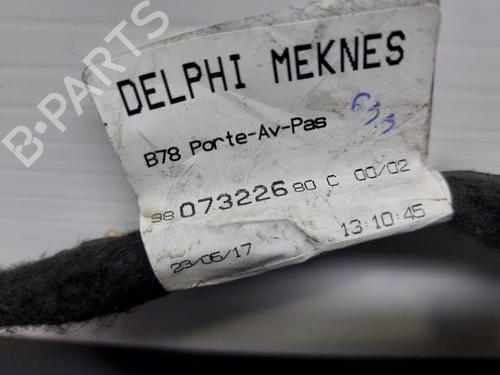 B-PARTS
DELPHI MEKNES
B78 Porte-Av-Pas
633
98 073226 80 C 00/02
23/05/17 13:10:45